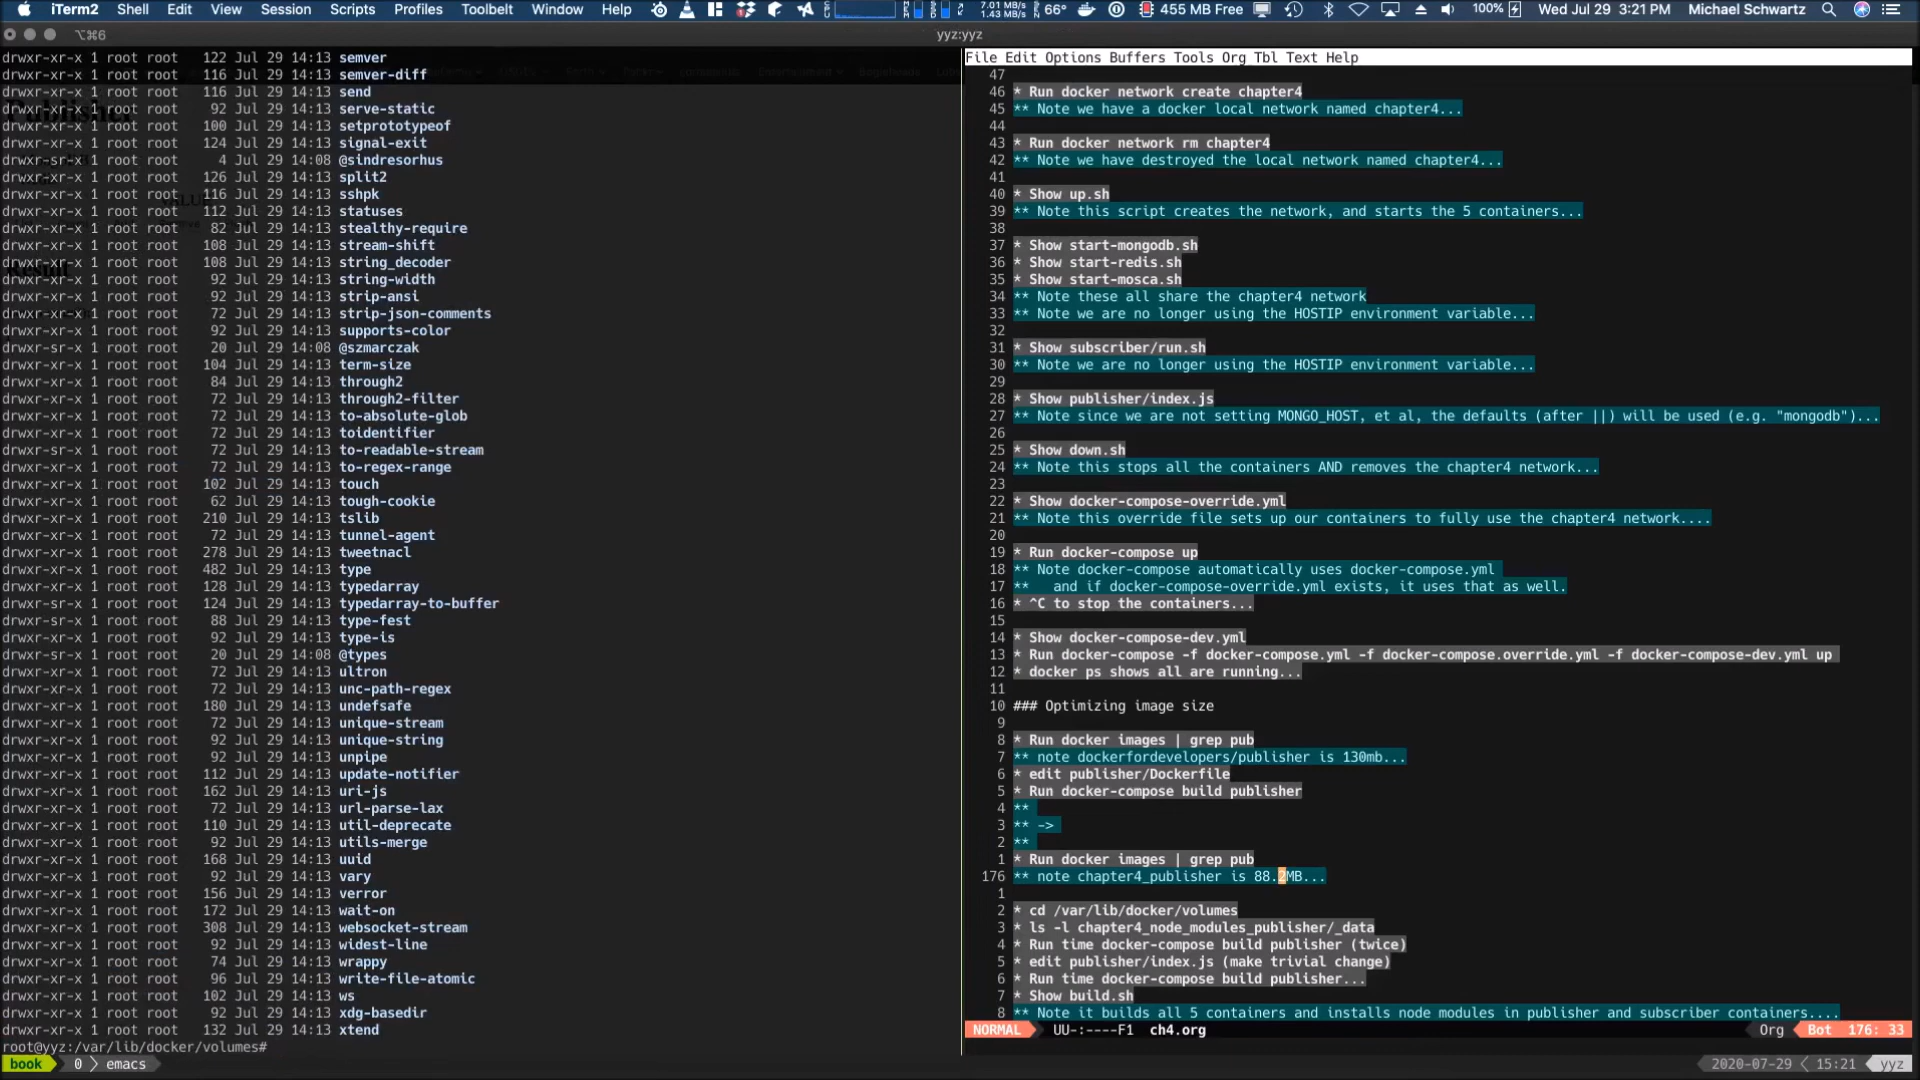 iTerm2 Shell Edit View Session Scripts Profiles Toolbelt Window Help 7.01 MB/s 1.43 MB/s 66° 455 MB Free 100% Wed Jul 29 3:21 PM Michael Schwartz
⌥⌘6 yyz:yyz
drwxr-xr-x 1 root root 122 Jul 29 14:13 semver
drwxr-xr-x 1 root root 116 Jul 29 14:13 semver-diff
drwxr-xr-x 1 root root 116 Jul 29 14:13 send
drwxr-xr-x 1 root root 92 Jul 29 14:13 serve-static
drwxr-xr-x 1 root root 100 Jul 29 14:13 setprototypeof
drwxr-xr-x 1 root root 124 Jul 29 14:13 signal-exit
drwxr-sr-x 1 root root 4 Jul 29 14:08 @sindresorhus
drwxr-xr-x 1 root root 126 Jul 29 14:13 split2
drwxr-xr-x 1 root root 116 Jul 29 14:13 sshpk
drwxr-xr-x 1 root root 112 Jul 29 14:13 statuses
drwxr-xr-x 1 root root 82 Jul 29 14:13 stealthy-require
drwxr-xr-x 1 root root 108 Jul 29 14:13 stream-shift
drwxr-xr-x 1 root root 108 Jul 29 14:13 string_decoder
drwxr-xr-x 1 root root 92 Jul 29 14:13 string-width
drwxr-xr-x 1 root root 92 Jul 29 14:13 strip-ansi
drwxr-xr-x 1 root root 72 Jul 29 14:13 strip-json-comments
drwxr-xr-x 1 root root 92 Jul 29 14:13 supports-color
drwxr-sr-x 1 root root 20 Jul 29 14:08 @szmarczak
drwxr-xr-x 1 root root 104 Jul 29 14:13 term-size
drwxr-xr-x 1 root root 84 Jul 29 14:13 through2
drwxr-xr-x 1 root root 72 Jul 29 14:13 through2-filter
drwxr-xr-x 1 root root 72 Jul 29 14:13 to-absolute-glob
drwxr-xr-x 1 root root 72 Jul 29 14:13 toidentifier
drwxr-sr-x 1 root root 72 Jul 29 14:13 to-readable-stream
drwxr-xr-x 1 root root 72 Jul 29 14:13 to-regex-range
drwxr-xr-x 1 root root 102 Jul 29 14:13 touch
drwxr-xr-x 1 root root 62 Jul 29 14:13 tough-cookie
drwxr-xr-x 1 root root 210 Jul 29 14:13 tslib
drwxr-xr-x 1 root root 72 Jul 29 14:13 tunnel-agent
drwxr-xr-x 1 root root 278 Jul 29 14:13 tweetnacl
drwxr-xr-x 1 root root 482 Jul 29 14:13 type
drwxr-xr-x 1 root root 128 Jul 29 14:13 typedarray
drwxr-sr-x 1 root root 124 Jul 29 14:13 typedarray-to-buffer
drwxr-sr-x 1 root root 88 Jul 29 14:13 type-fest
drwxr-xr-x 1 root root 92 Jul 29 14:13 type-is
drwxr-sr-x 1 root root 20 Jul 29 14:08 @types
drwxr-xr-x 1 root root 72 Jul 29 14:13 ultron
drwxr-xr-x 1 root root 72 Jul 29 14:13 unc-path-regex
drwxr-xr-x 1 root root 180 Jul 29 14:13 undefsafe
drwxr-xr-x 1 root root 72 Jul 29 14:13 unique-stream
drwxr-xr-x 1 root root 92 Jul 29 14:13 unique-string
drwxr-xr-x 1 root root 92 Jul 29 14:13 unpipe
drwxr-xr-x 1 root root 112 Jul 29 14:13 update-notifier
drwxr-xr-x 1 root root 162 Jul 29 14:13 uri-js
drwxr-xr-x 1 root root 72 Jul 29 14:13 url-parse-lax
drwxr-xr-x 1 root root 110 Jul 29 14:13 util-deprecate
drwxr-xr-x 1 root root 92 Jul 29 14:13 utils-merge
drwxr-xr-x 1 root root 168 Jul 29 14:13 uuid
drwxr-xr-x 1 root root 92 Jul 29 14:13 vary
drwxr-xr-x 1 root root 156 Jul 29 14:13 verror
drwxr-xr-x 1 root root 172 Jul 29 14:13 wait-on
drwxr-xr-x 1 root root 308 Jul 29 14:13 websocket-stream
drwxr-xr-x 1 root root 92 Jul 29 14:13 widest-line
drwxr-xr-x 1 root root 74 Jul 29 14:13 wrappy
drwxr-xr-x 1 root root 96 Jul 29 14:13 write-file-atomic
drwxr-xr-x 1 root root 102 Jul 29 14:13 ws
drwxr-xr-x 1 root root 92 Jul 29 14:13 xdg-basedir
drwxr-xr-x 1 root root 132 Jul 29 14:13 xtend
root@yyz:/var/lib/docker/volumes#
File Edit Options Buffers Tools Org Tbl Text Help
47
46 * Run docker network create chapter4
45 ** Note we have a docker local network named chapter4...
44
43 * Run docker network rm chapter4
42 ** Note we have destroyed the local network named chapter4...
41
40 * Show up.sh
39 ** Note this script creates the network, and starts the 5 containers...
38
37 * Show start-mongodb.sh
36 * Show start-redis.sh
35 * Show start-mosca.sh
34 ** Note these all share the chapter4 network
33 ** Note we are no longer using the HOSTIP environment variable...
32
31 * Show subscriber/run.sh
30 ** Note we are no longer using the HOSTIP environment variable...
29
28 * Show publisher/index.js
27 ** Note since we are not setting MONGO_HOST, et al, the defaults (after ||) will be used (e.g. "mongodb")...
26
25 * Show down.sh
24 ** Note this stops all the containers AND removes the chapter4 network...
23
22 * Show docker-compose-override.yml
21 ** Note this override file sets up our containers to fully use the chapter4 network....
20
19 * Run docker-compose up
18 ** Note docker-compose automatically uses docker-compose.yml
17 ** and if docker-compose-override.yml exists, it uses that as well.
16 * ^C to stop the containers...
15
14 * Show docker-compose-dev.yml
13 * Run docker-compose -f docker-compose.yml -f docker-compose.override.yml -f docker-compose-dev.yml up
12 * docker ps shows all are running...
11
10 ### Optimizing image size
9
8 * Run docker images | grep pub
7 ** note dockerfordevelopers/publisher is 130mb...
6 * edit publisher/Dockerfile
5 * Run docker-compose build publisher
4 **
3 ** ->
2 **
1 * Run docker images | grep pub
176 ** note chapter4_publisher is 88.2MB...
1
2 * cd /var/lib/docker/volumes
3 * ls -l chapter4_node_modules_publisher/_data
4 * Run time docker-compose build publisher (twice)
5 * edit publisher/index.js (make trivial change)
6 * Run time docker-compose build publisher...
7 * Show build.sh
8 ** Note it builds all 5 containers and installs node modules in publisher and subscriber containers....
NORMAL UU-:----F1 ch4.org Org Bot 176: 33
book 0 emacs 2020-07-29 15:21 yyz